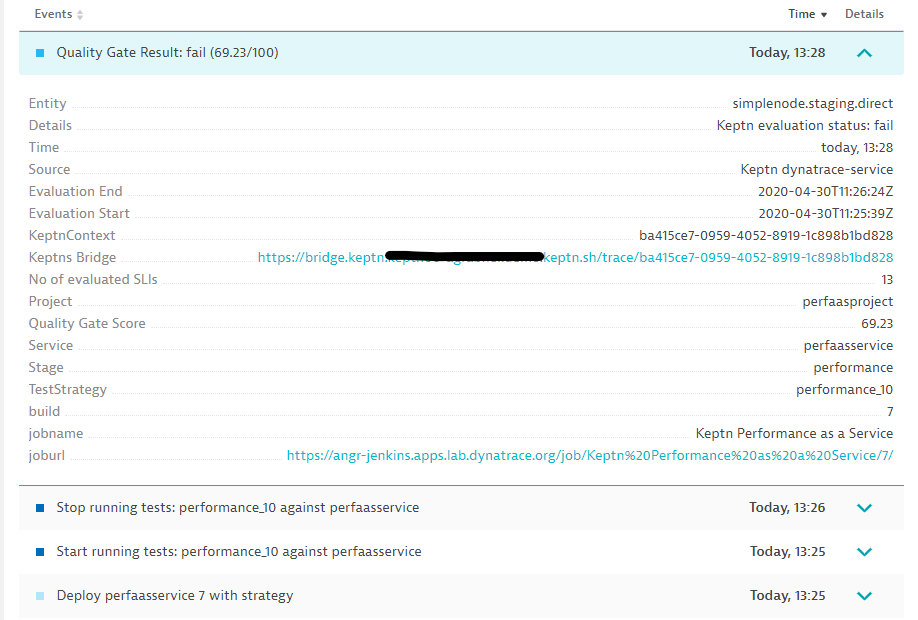 Events Time Details
Quality Gate Result: fail (69.23/100) Today, 13:28
Entity simplenode.staging.direct
Details Keptn evaluation status: fail
Time today, 13:28
Source Keptn dynatrace-service
Evaluation End 2020-04-30T11:26:24Z
Evaluation Start 2020-04-30T11:25:39Z
KeptnContext ba415ce7-0959-4052-8919-1c898b1bd828
Keptns Bridge https://bridge.keptn. keptn.sh/trace/ba415ce7-0959-4052-8919-1c898b1bd828
No of evaluated SLIs 13
Project perfaasproject
Quality Gate Score 69.23
Service perfaasservice
Stage performance
TestStrategy performance_10
build 7
jobname Keptn Performance as a Service
joburl https://angr-jenkins.apps.lab.dynatrace.org/job/Keptn%20Performance%20as%20a%20Service/7/
Stop running tests: performance_10 against perfaasservice Today, 13:26
Start running tests: performance_10 against perfaasservice Today, 13:25
Deploy perfaasservice 7 with strategy Today, 13:25